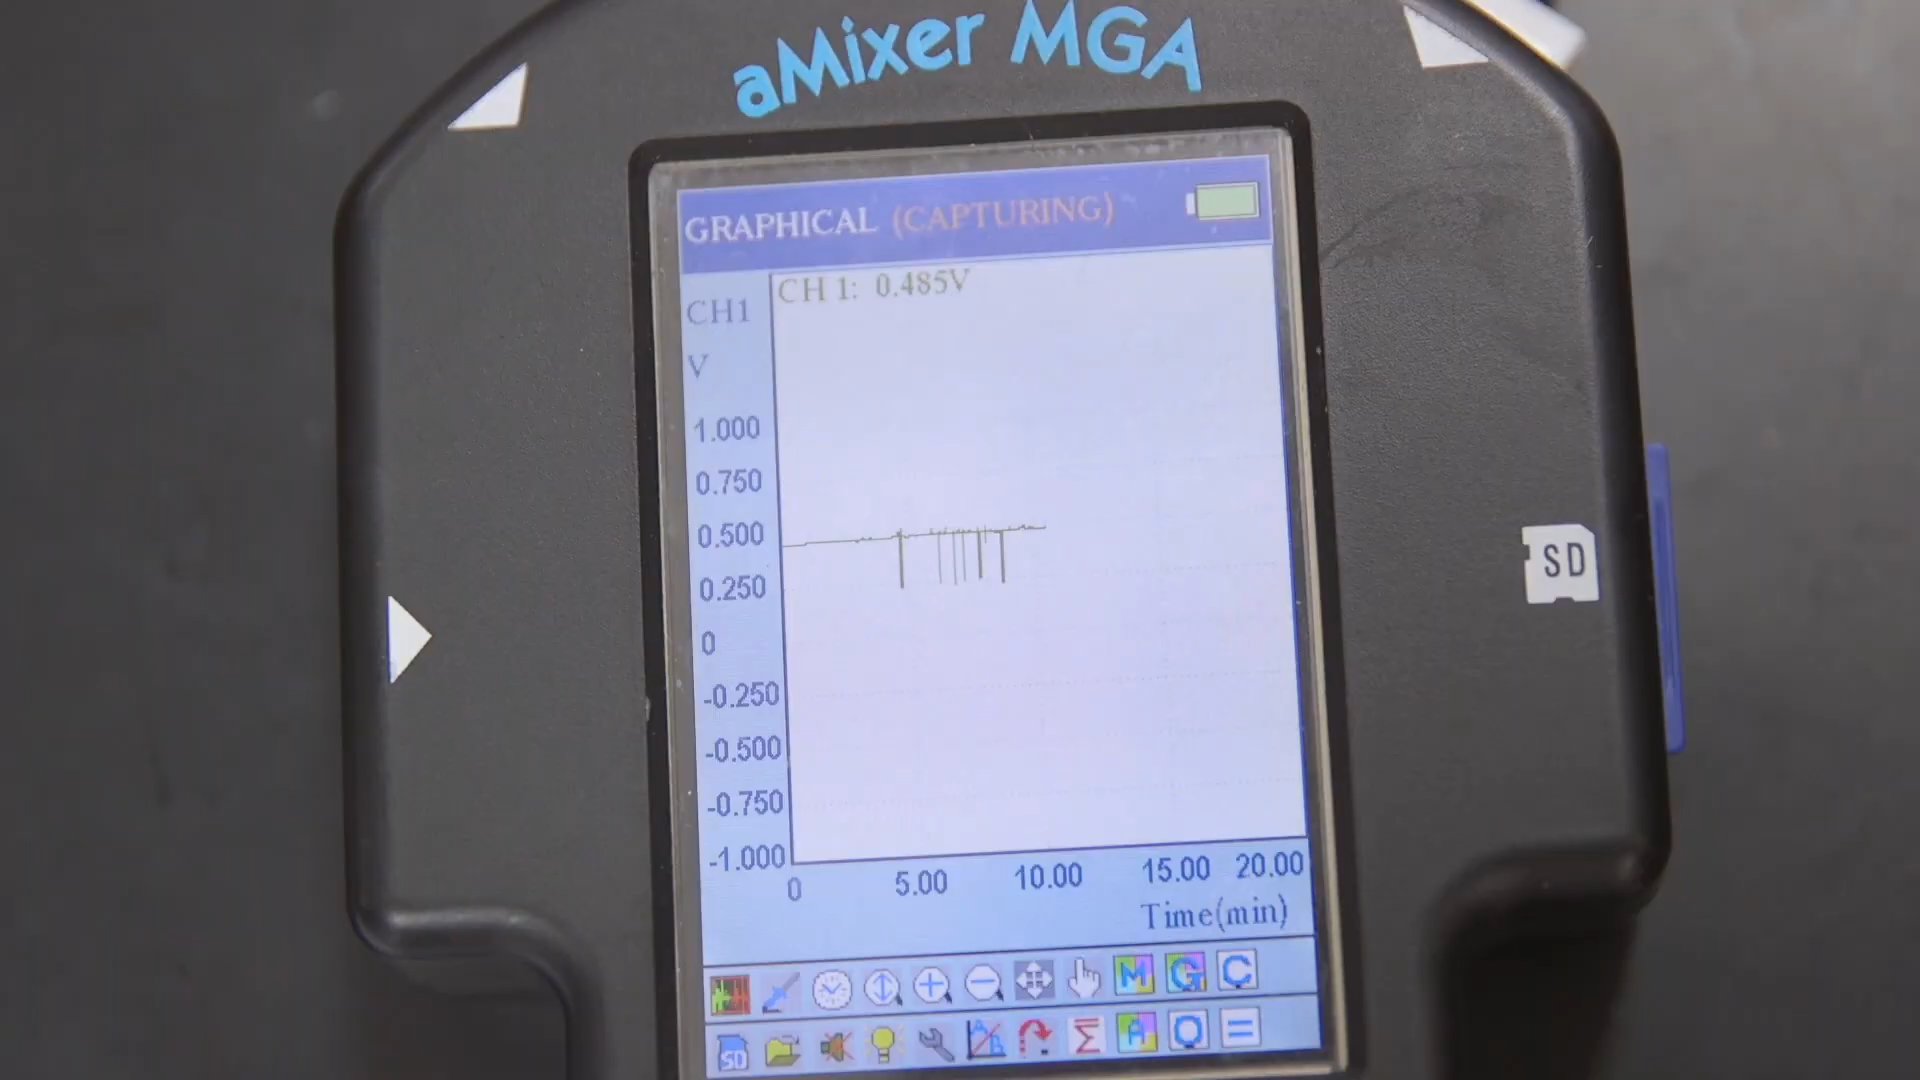 aMixer MGA
GRAPHICAL (CAPTURING)
CH1
V
CH 1: 0.485V
1.000
0.750
0.500
0.250
0
-0.250
-0.500
-0.750
-1.000
0 5.00 10.00 15.00 20.00
Time(min)
M G C
SD A Q =
SD